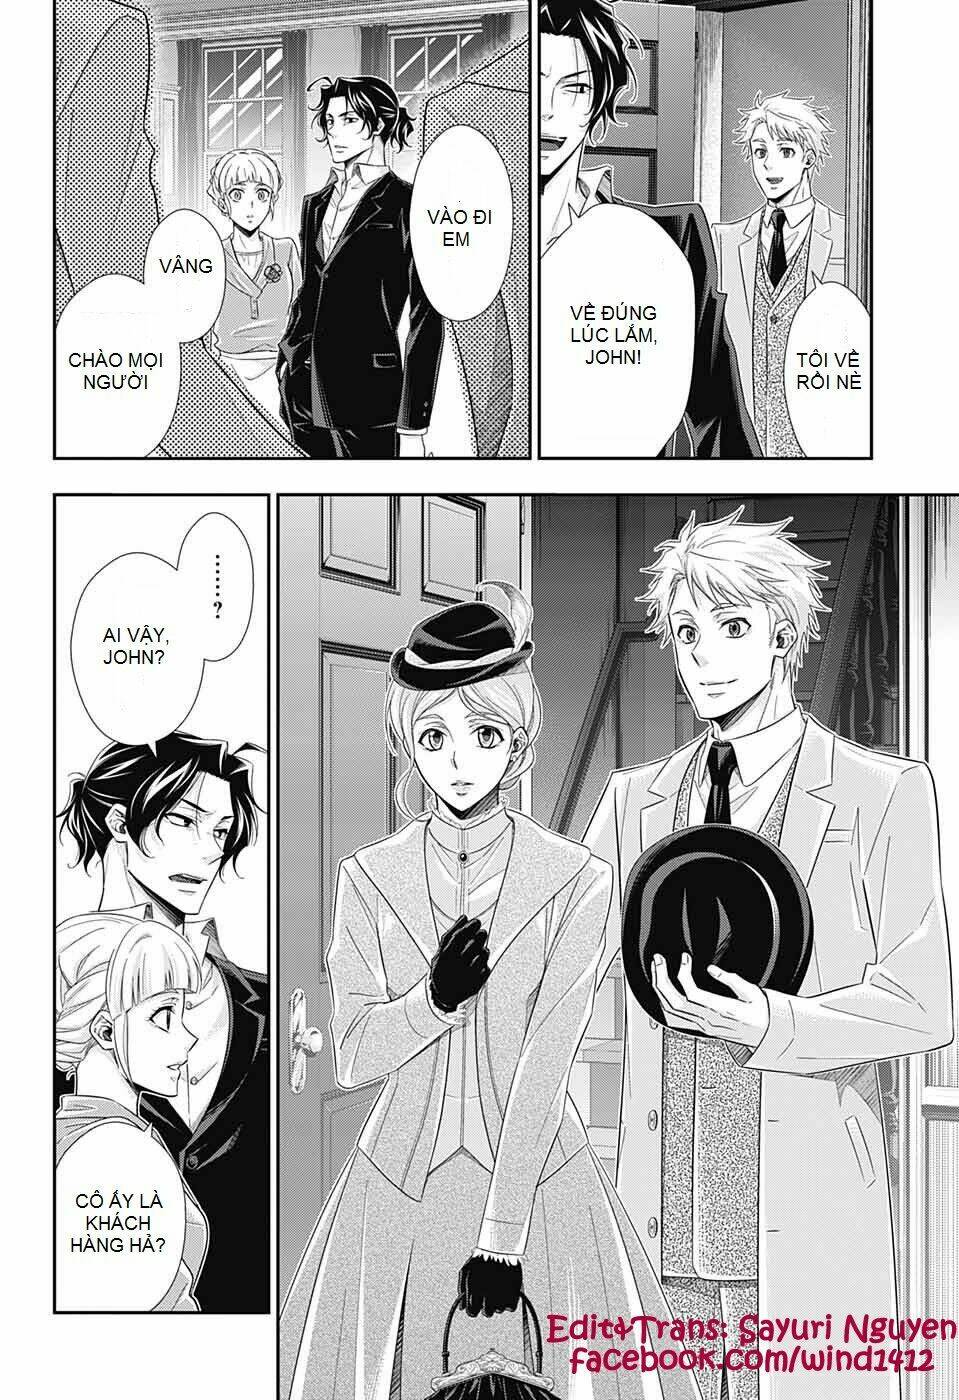 TÔI VỀ
RỒI NÈ
VỀ ĐÚNG
LÚC LẮM,
JOHN!
VÀO ĐI
EM
VÂNG
CHÀO MỌI
NGƯỜI
........?
AI VẬY,
JOHN?
CÔ ẤY LÀ
KHÁCH
HÀNG HẢ?
Edit&Trans: Sayuri Nguyen
facebook.com/wind1412